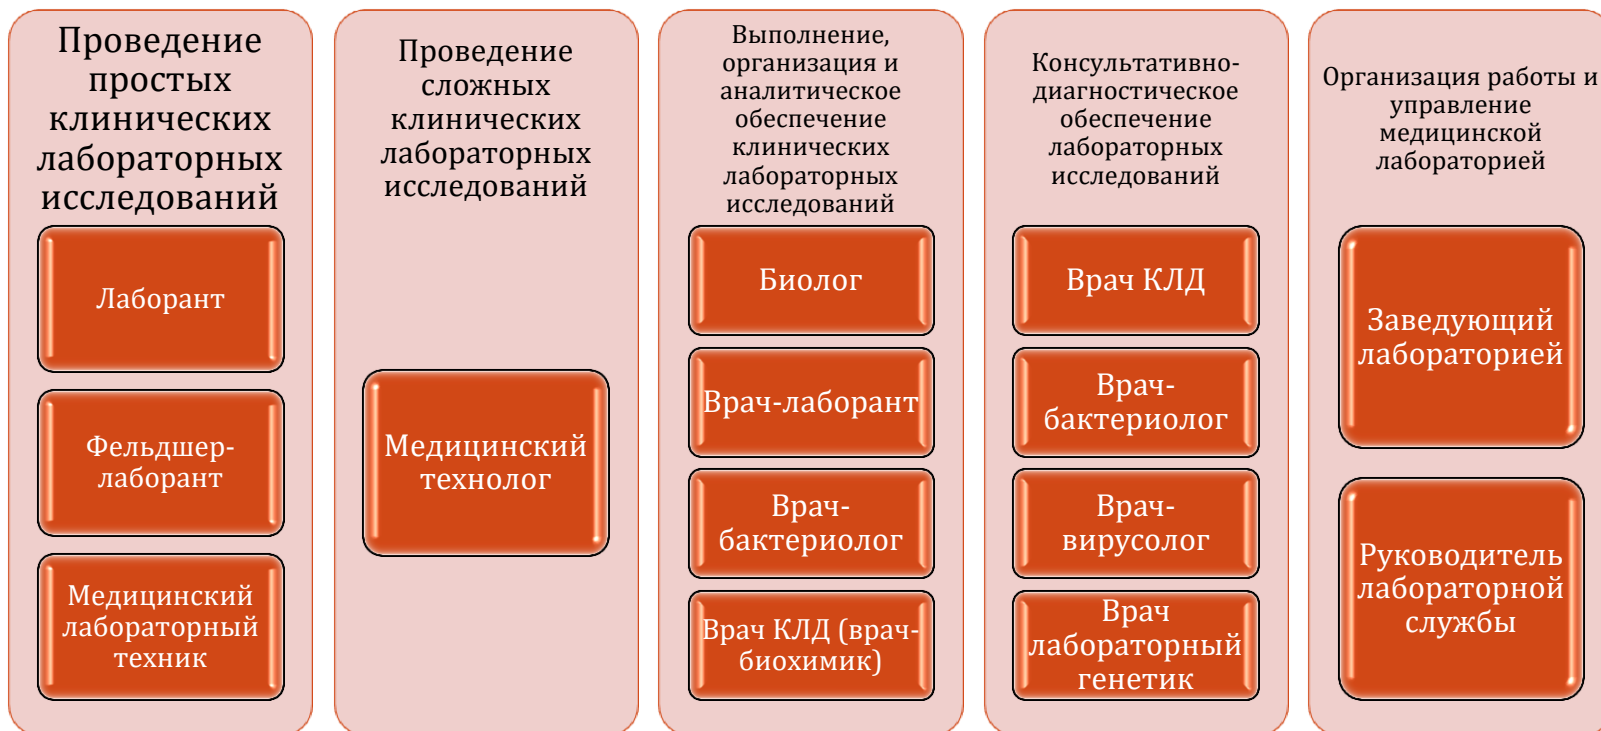 Проведение
простых
клинических
лабораторных
исследований
Лаборант
Фельдшер-
лаборант
Медицинский
лабораторный
техник
Проведение
сложных
клинических
лабораторных
исследований
Медицинский
технолог
Выполнение,
организация и
аналитическое
обеспечение
клинических
лабораторных
исследований
Биолог
Врач-лаборант
Врач-
бактериолог
Врач КЛД (врач-
биохимик)
Консультативно-
диагностическое
обеспечение
лабораторных
исследований
Врач КЛД
Врач-
бактериолог
Врач-
вирусолог
Врач
лабораторный
генетик
Организация работы и
управление
медицинской
лабораторией
Заведующий
лабораторией
Руководитель
лабораторной
службы